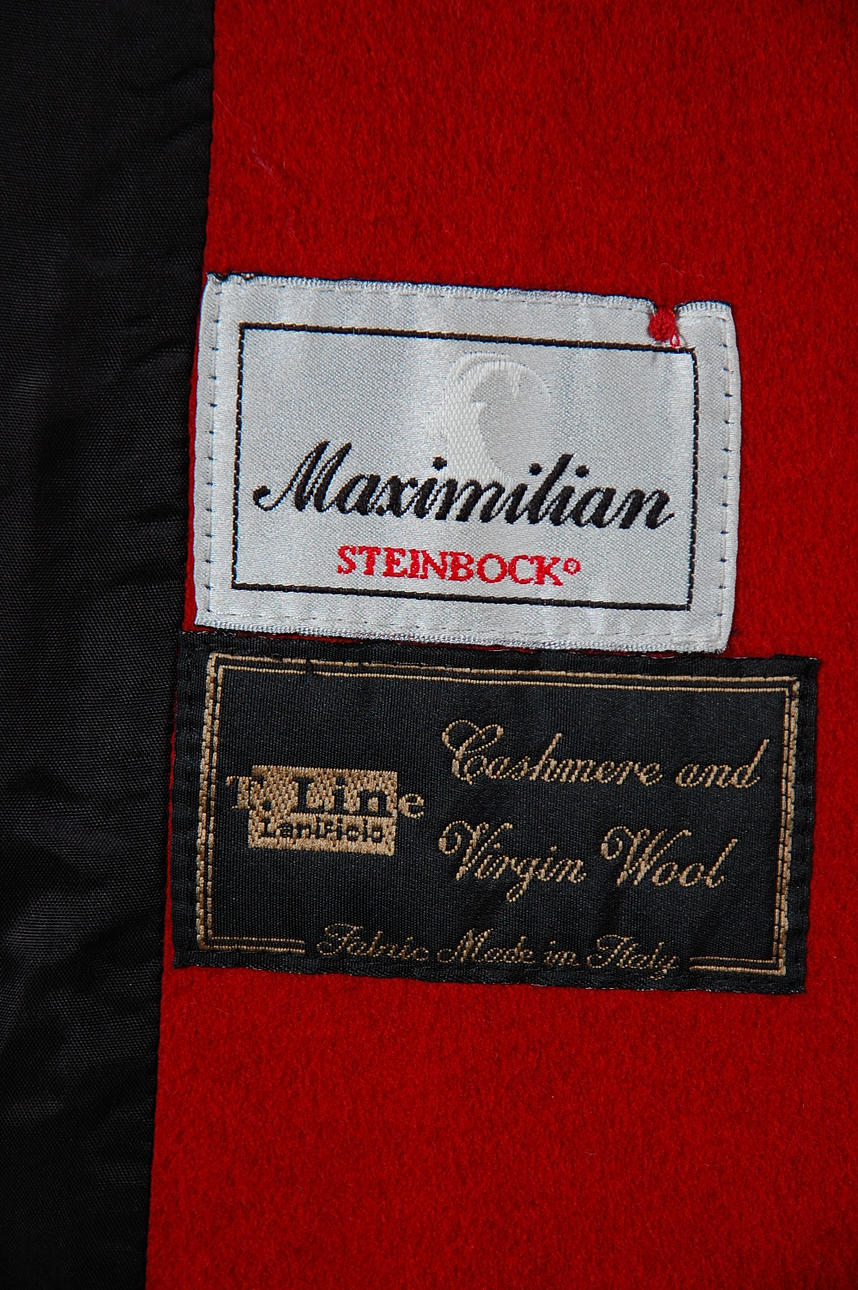 Maximilian
STEINBOCK®
T. Line
Lanificio
Cashmere and
Virgin Wool
Fabric Made in Italy